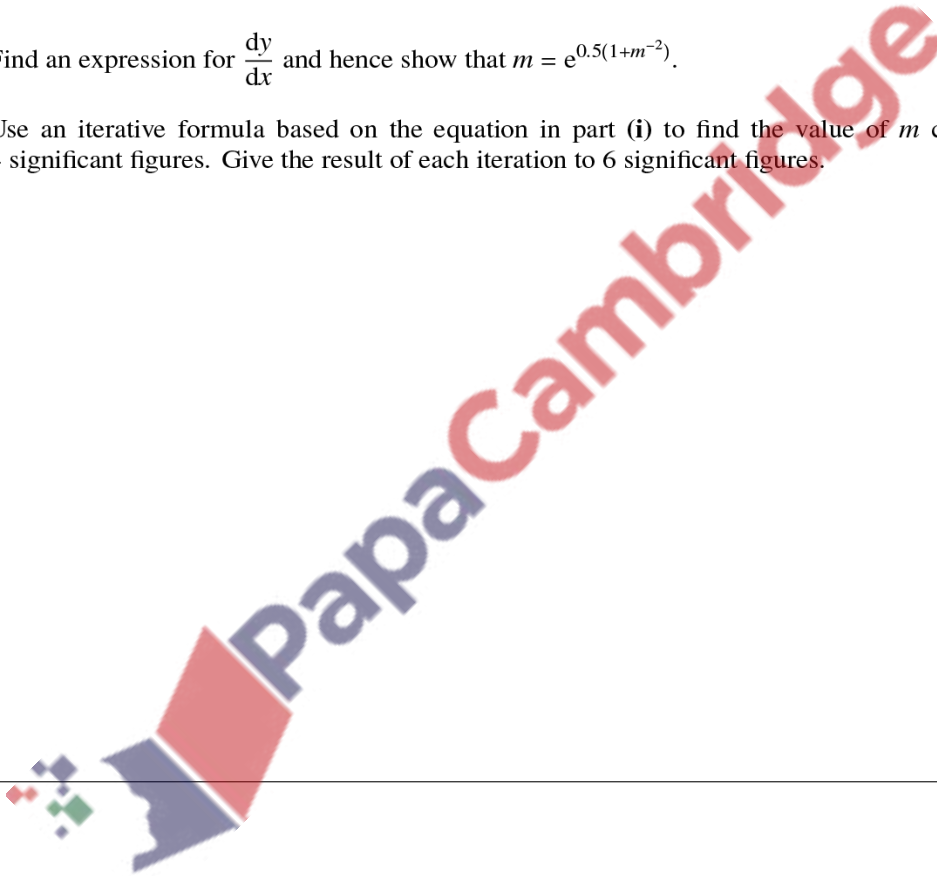 Find an expression for dy/dx and hence show that m = e^{0.5(1+m^{-2})}.
Use an iterative formula based on the equation in part (i) to find the value of m
significant figures. Give the result of each iteration to 6 significant figures.
PapaCambridge